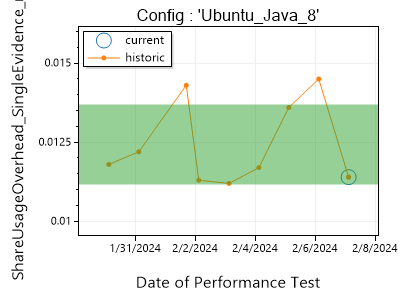 Config : 'Ubuntu_Java_8'
current
historic
0.015
0.0125
0.01
ShareUsageOverhead_SingleEvidence_
1/31/2024
2/2/2024
2/4/2024
2/6/2024
2/8/2024
Date of Performance Test